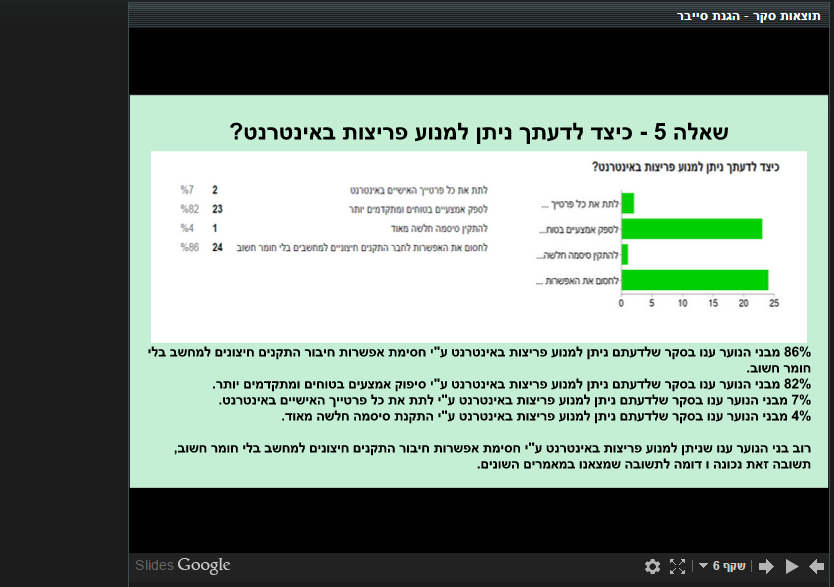 תוצאות סקר - הגנת סייבר
שאלה 5 - כיצד לדעתך ניתן למנוע פריצות באינטרנט?
כיצד לדעתך ניתן למנוע פריצות באינטרנט?
לתת את כל פרטיך ...
לספק אמצעיים בטוח...
להתקין סיסמה חלשה...
לחסום את האפשרות ...
0 5 10 15 20 25
לתת את כל פרטייך האישיים באינטרנט 2 %7
לספק אמצעיים בטוחים ומתקדמים יותר 23 %82
להתקין סיסמה חלשה מאוד 1 %4
לחסום את האפשרות לחבר התקנים חיצוניים למחשבים בלי חומר חשוב 24 %86
86% מבני הנוער ענו בסקר שלדעתם ניתן למנוע פריצות באינטרנט ע"י חסימת אפשרות חיבור התקנים חיצונים למחשב בלי
חומר חשוב.
82% מבני הנוער ענו בסקר שלדעתם ניתן למנוע פריצות באינטרנט ע"י סיפוק אמצעים בטוחים ומתקדמים יותר.
7% מבני הנוער ענו בסקר שלדעתם ניתן למנוע פריצות באינטרנט ע"י לתת את כל פרטייך האישיים באינטרנט.
4% מבני הנוער ענו בסקר שלדעתם ניתן למנוע פריצות באינטרנט ע"י התקנת סיסמה חלשה מאוד.
רוב בני הנוער ענו שניתן למנוע פריצות באינטרנט ע"י חסימת אפשרות חיבור התקנים חיצונים למחשב בלי חומר חשוב,
תשובה זאת נכונה ו דומה לתשובה שמצאנו במאמרים השונים.
שקף 6
Slides Google